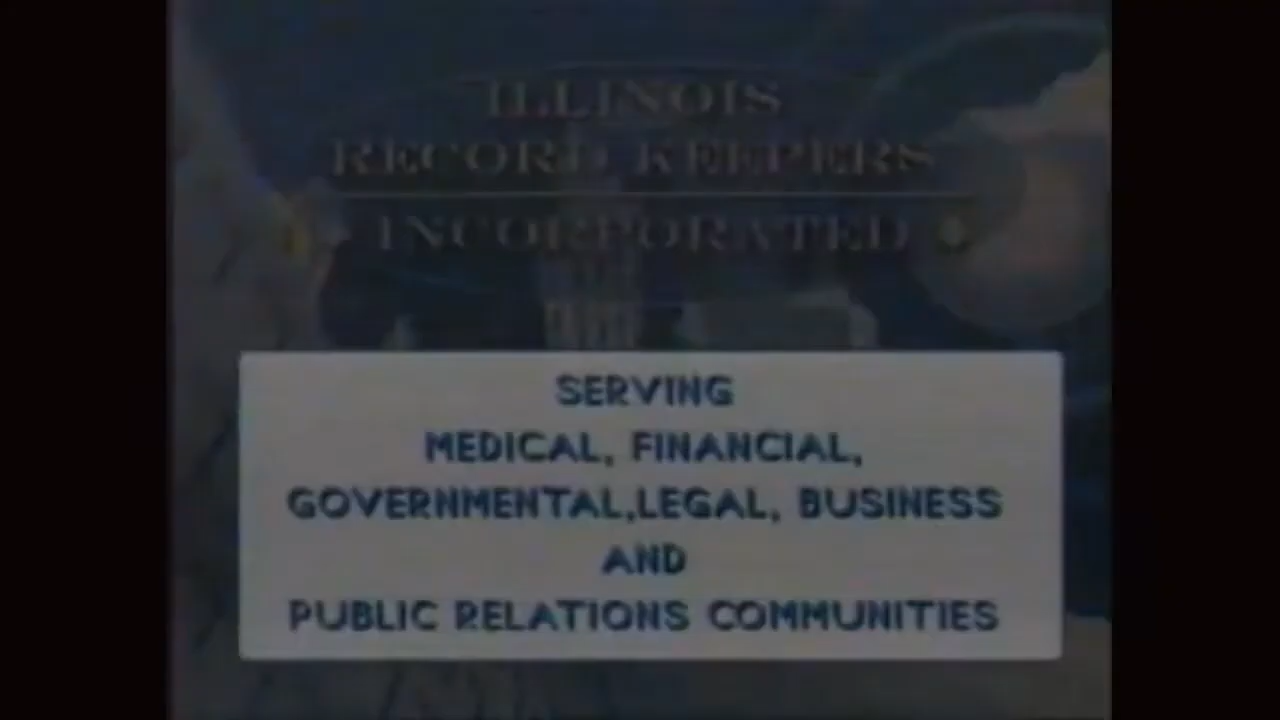 ILLINOIS
RECORD KEEPERS
INCORPORATED
SERVING
MEDICAL, FINANCIAL,
GOVERNMENTAL,LEGAL, BUSINESS
AND
PUBLIC RELATIONS COMMUNITIES